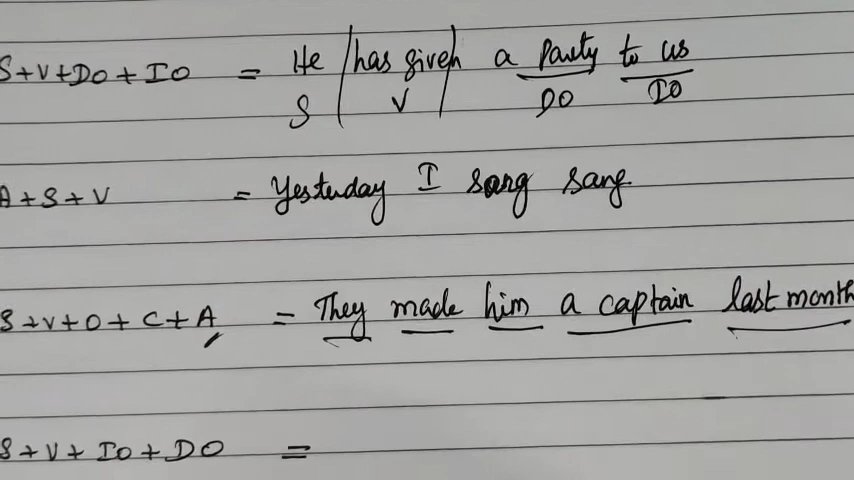 S+V+DO+IO = He has given a party to us
S V DO IO
A+S+V = Yesterday I sang sang.
S+V+O+C+A = They made him a captain last month
S+V+IO+DO =